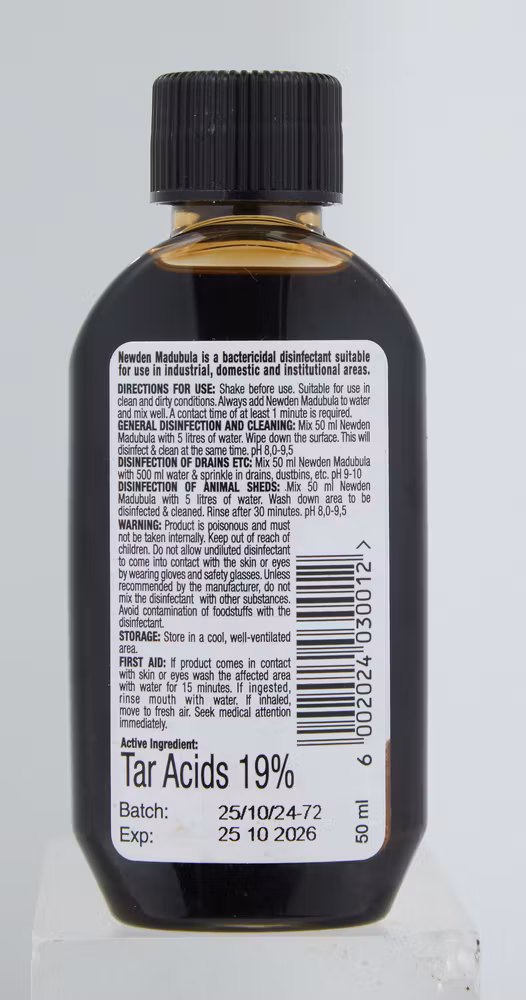 Newden Madubula is a bactericidal disinfectant suitable
for use in industrial, domestic and institutional areas.
DIRECTIONS FOR USE: Shake before use. Suitable for use in
clean and dirty conditions. Always add Newden Madubula to water
and mix well. A contact time of at least 1 minute is required.
GENERAL DISINFECTION AND CLEANING: Mix 50 ml Newden
Madubula with 5 litres of water. Wipe down the surface. This will
disinfect & clean at the same time. pH 8,0-9,5
DISINFECTION OF DRAINS ETC: Mix 50 ml Newden Madubula
with 500 ml water & sprinkle in drains, dustbins, etc. pH 9-10
DISINFECTION OF ANIMAL SHEDS: .Mix 50 ml Newden
Madubula with 5 litres of water. Wash down area to be
disinfected & cleaned. Rinse after 30 minutes. pH 8,0-9,5
WARNING: Product is poisonous and must
not be taken internally. Keep out of reach of
children. Do not allow undiluted disinfectant
to come into contact with the skin or eyes
by wearing gloves and safety glasses. Unless
recommended by the manufacturer, do not
mix the disinfectant with other substances.
Avoid contamination of foodstuffs with the
disinfectant.
STORAGE: Store in a cool, well-ventilated
area.
FIRST AID: If product comes in contact
with skin or eyes wash the affected area
with water for 15 minutes. If ingested,
rinse mouth with water. If inhaled,
move to fresh air. Seek medical attention
immediately.
6 002024 030012 >
Active Ingredient:
Tar Acids 19%
Batch: 25/10/24-72
Exp: 25 10 2026
50 ml